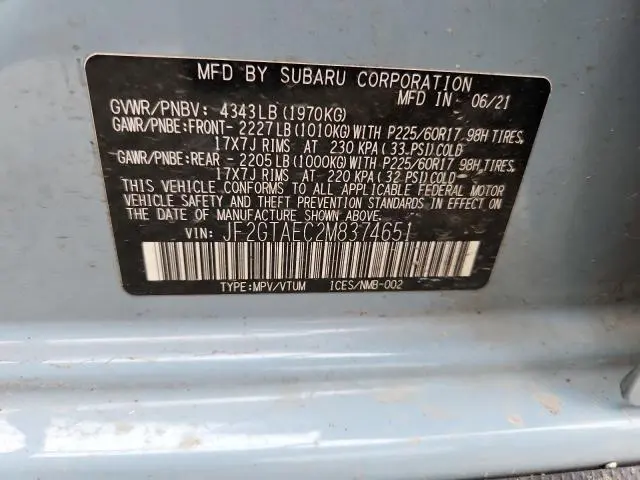 MFD BY SUBARU CORPORATION
MFD IN 06/21
GVWR/PNBV: 4343LB(1970KG)
GAWR/PNBE:FRONT- 2227LB(1010KG)WITH P225/60R17 98H TIRES,
17X7J RIMS AT 230 KPA(33 PSI)COLD
GAWR/PNBE:REAR - 2205LB(1000KG)WITH P225/60R17 98H TIRES,
17X7J RIMS AT 220 KPA(32 PSI)COLD
THIS VEHICLE CONFORMS TO ALL APPLICABLE FEDERAL MOTOR
VEHICLE SAFETY AND THEFT PREVENTION STANDARDS IN EFFECT ON
THE DATE OF MANUFACTURE SHOWN ABOVE.
VIN: JF2GTAEC2M8374651
TYPE:MPV/VTUM ICES/NMB-002